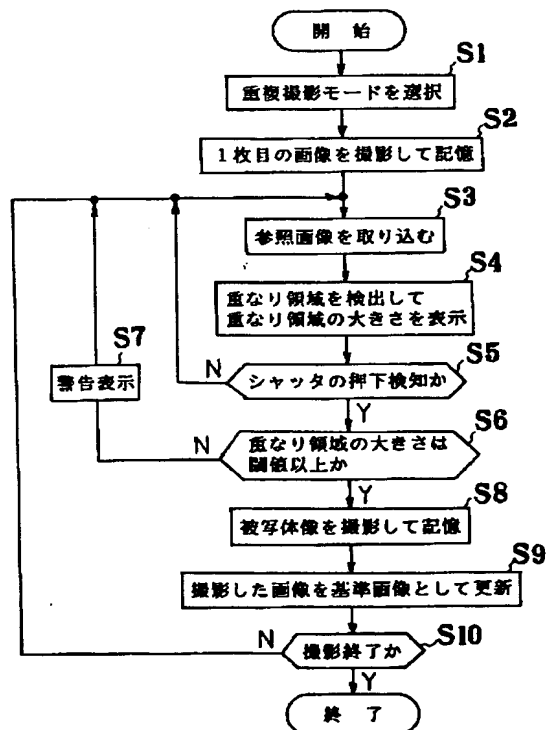 開 始
S1
重複撮影モードを選択
S2
1枚目の画像を撮影して記憶
S3
参照画像を取り込む
S4
重なり領域を検出して
重なり領域の大きさを表示
S7
警告表示
S5
N
シャッタの押下検知か
Y
S6
N
重なり領域の大きさは
閾値以上か
Y
S8
被写体像を撮影して記憶
S9
撮影した画像を基準画像として更新
N
S10
撮影終了か
Y
終 了